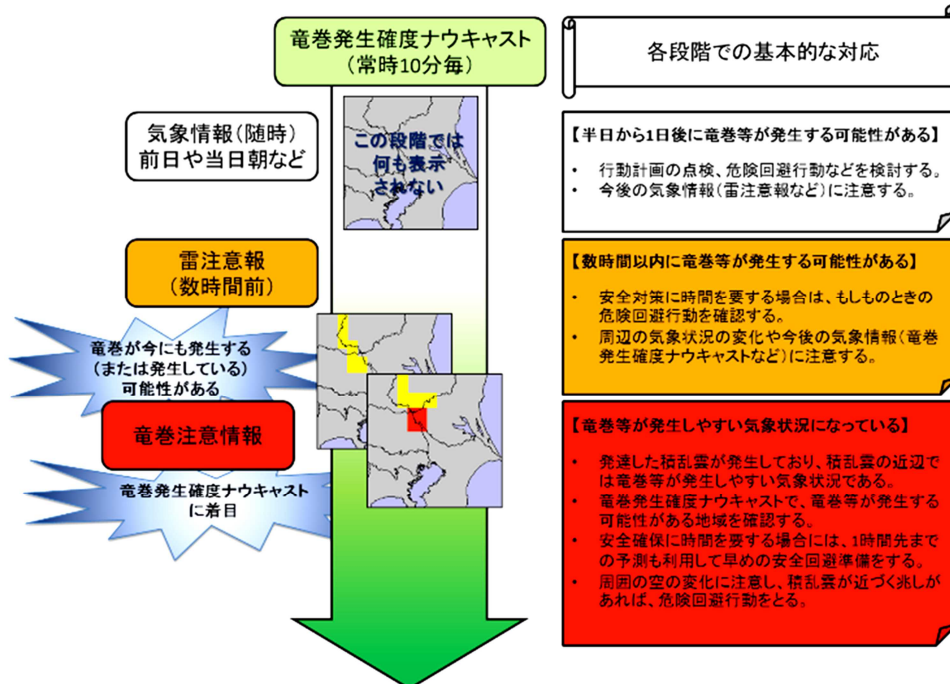 竜巻発生確度ナウキャスト
(常時10分毎)
各段階での基本的な対応
気象情報(随時)
前日や当日朝など
この段階では
何も表示
されない
【半日から1日後に竜巻等が発生する可能性がある】
・ 行動計画の点検、危険回避行動などを検討する。
・ 今後の気象情報(雷注意報など)に注意する。
雷注意報
(数時間前)
【数時間以内に竜巻等が発生する可能性がある】
・ 安全対策に時間を要する場合は、もしものときの
危険回避行動を確認する。
・ 周辺の気象状況の変化や今後の気象情報(竜巻
発生確度ナウキャストなど)に注意する。
竜巻が今にも発生する
(または発生している)
可能性がある
竜巻注意情報
竜巻発生確度ナウキャスト
に着目
【竜巻等が発生しやすい気象状況になっている】
・ 発達した積乱雲が発生しており、積乱雲の近辺で
は竜巻等が発生しやすい気象状況である。
・ 竜巻発生確度ナウキャストで、竜巻等が発生する
可能性がある地域を確認する。
・ 安全確保に時間を要する場合には、1時間先まで
の予測も利用して早めの安全回避準備をする。
・ 周囲の空の変化に注意し、積乱雲が近づく兆しが
あれば、危険回避行動をとる。